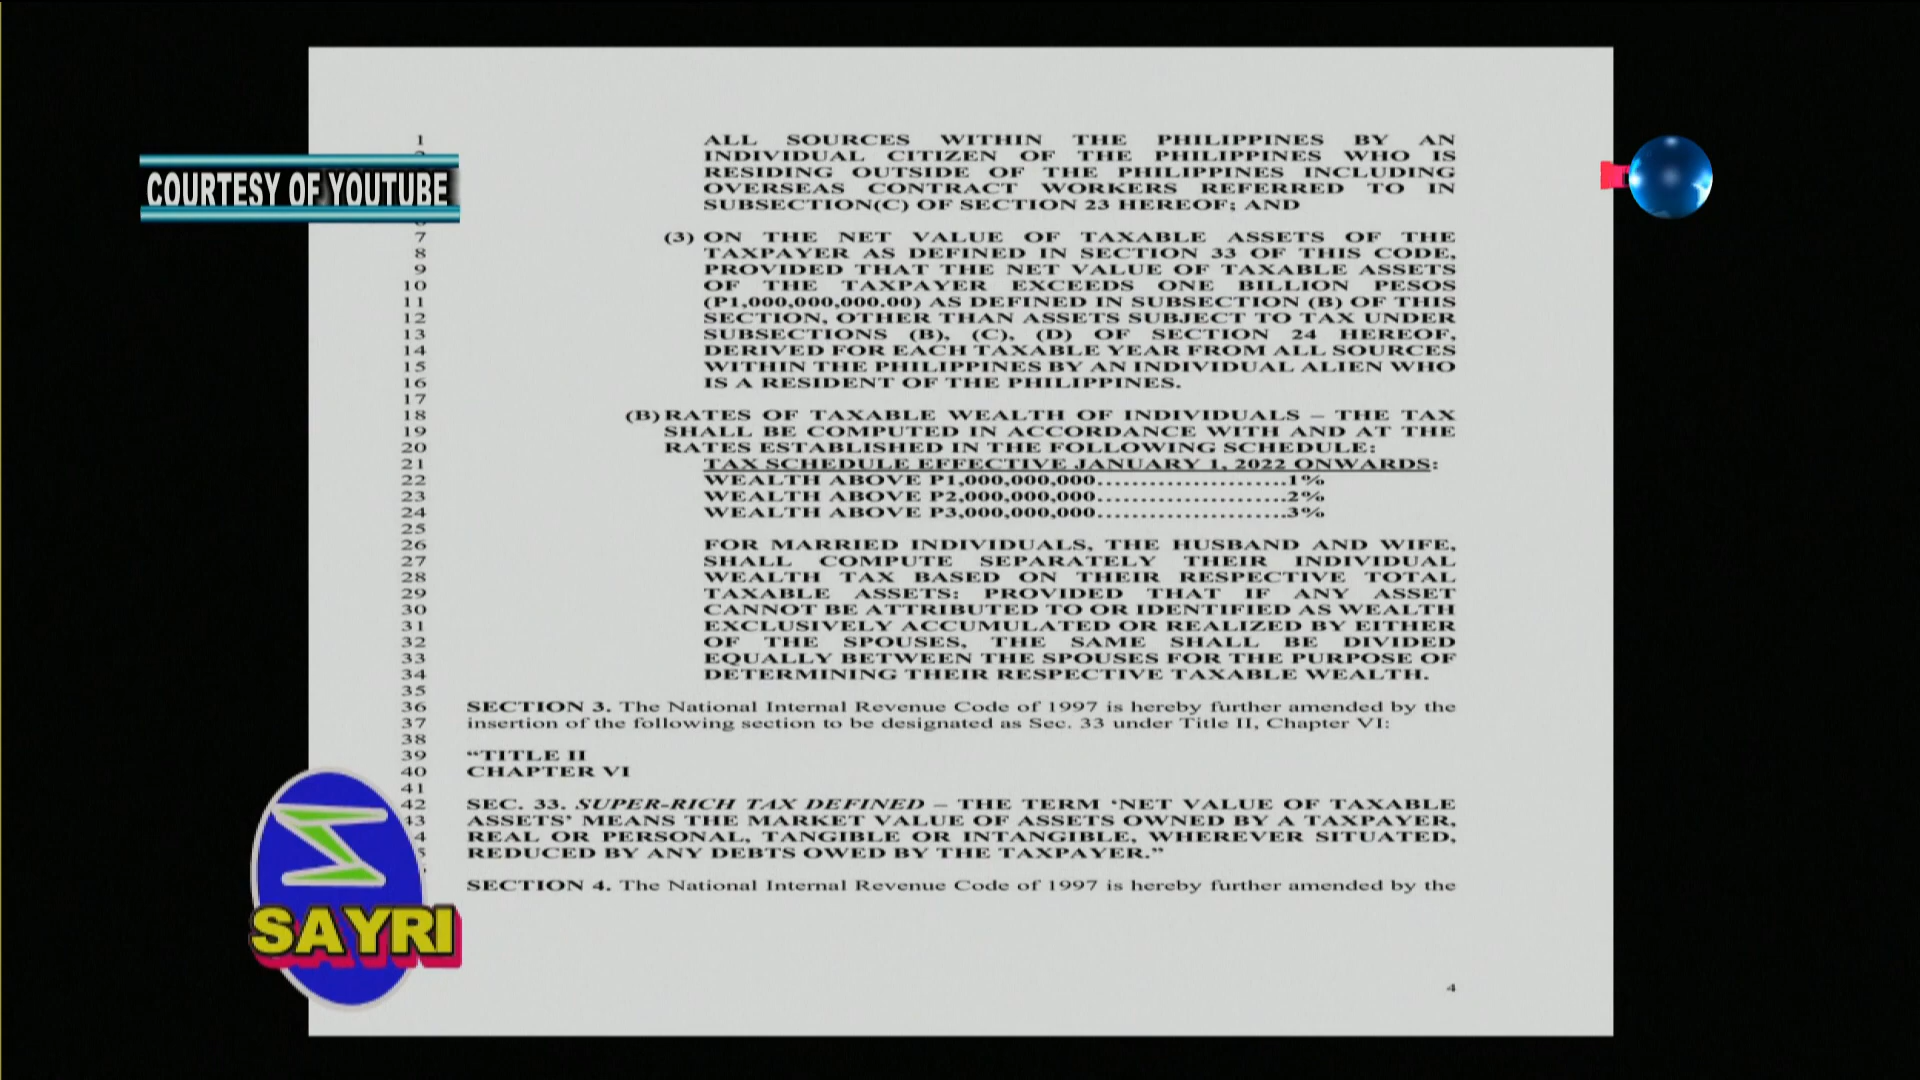 1 ALL SOURCES WITHIN THE PHILIPPINES BY AN
INDIVIDUAL CITIZEN OF THE PHILIPPINES WHO IS
RESIDING OUTSIDE OF THE PHILIPPINES INCLUDING
OVERSEAS CONTRACT WORKERS REFERRED TO IN
SUBSECTION(C) OF SECTION 23 HEREOF; AND
COURTESY OF YOUTUBE
7 (3) ON THE NET VALUE OF TAXABLE ASSETS OF THE
8 TAXPAYER AS DEFINED IN SECTION 33 OF THIS CODE,
9 PROVIDED THAT THE NET VALUE OF TAXABLE ASSETS
10 OF THE TAXPAYER EXCEEDS ONE BILLION PESOS
11 (P1,000,000,000.00) AS DEFINED IN SUBSECTION (B) OF THIS
12 SECTION, OTHER THAN ASSETS SUBJECT TO TAX UNDER
13 SUBSECTIONS (B), (C), (D) OF SECTION 24 HEREOF,
14 DERIVED FOR EACH TAXABLE YEAR FROM ALL SOURCES
15 WITHIN THE PHILIPPINES BY AN INDIVIDUAL ALIEN WHO
16 IS A RESIDENT OF THE PHILIPPINES.
17
18 (B) RATES OF TAXABLE WEALTH OF INDIVIDUALS – THE TAX
19 SHALL BE COMPUTED IN ACCORDANCE WITH AND AT THE
20 RATES ESTABLISHED IN THE FOLLOWING SCHEDULE:
21 TAX SCHEDULE EFFECTIVE JANUARY 1, 2022 ONWARDS:
22 WEALTH ABOVE P1,000,000,000.......................1%
23 WEALTH ABOVE P2,000,000,000.......................2%
24 WEALTH ABOVE P3,000,000,000.......................3%
25
26 FOR MARRIED INDIVIDUALS, THE HUSBAND AND WIFE,
27 SHALL COMPUTE SEPARATELY THEIR INDIVIDUAL
28 WEALTH TAX BASED ON THEIR RESPECTIVE TOTAL
29 TAXABLE ASSETS: PROVIDED THAT IF ANY ASSET
30 CANNOT BE ATTRIBUTED TO OR IDENTIFIED AS WEALTH
31 EXCLUSIVELY ACCUMULATED OR REALIZED BY EITHER
32 OF THE SPOUSES, THE SAME SHALL BE DIVIDED
33 EQUALLY BETWEEN THE SPOUSES FOR THE PURPOSE OF
34 DETERMINING THEIR RESPECTIVE TAXABLE WEALTH.
35
36 SECTION 3. The National Internal Revenue Code of 1997 is hereby further amended by the
37 insertion of the following section to be designated as Sec. 33 under Title II, Chapter VI:
38
39 “TITLE II
40 CHAPTER VI
41
42 SEC. 33. SUPER-RICH TAX DEFINED – THE TERM ‘NET VALUE OF TAXABLE
43 ASSETS’ MEANS THE MARKET VALUE OF ASSETS OWNED BY A TAXPAYER,
4 REAL OR PERSONAL, TANGIBLE OR INTANGIBLE, WHEREVER SITUATED,
REDUCED BY ANY DEBTS OWED BY THE TAXPAYER.”
SECTION 4. The National Internal Revenue Code of 1997 is hereby further amended by the
SAYRI
4